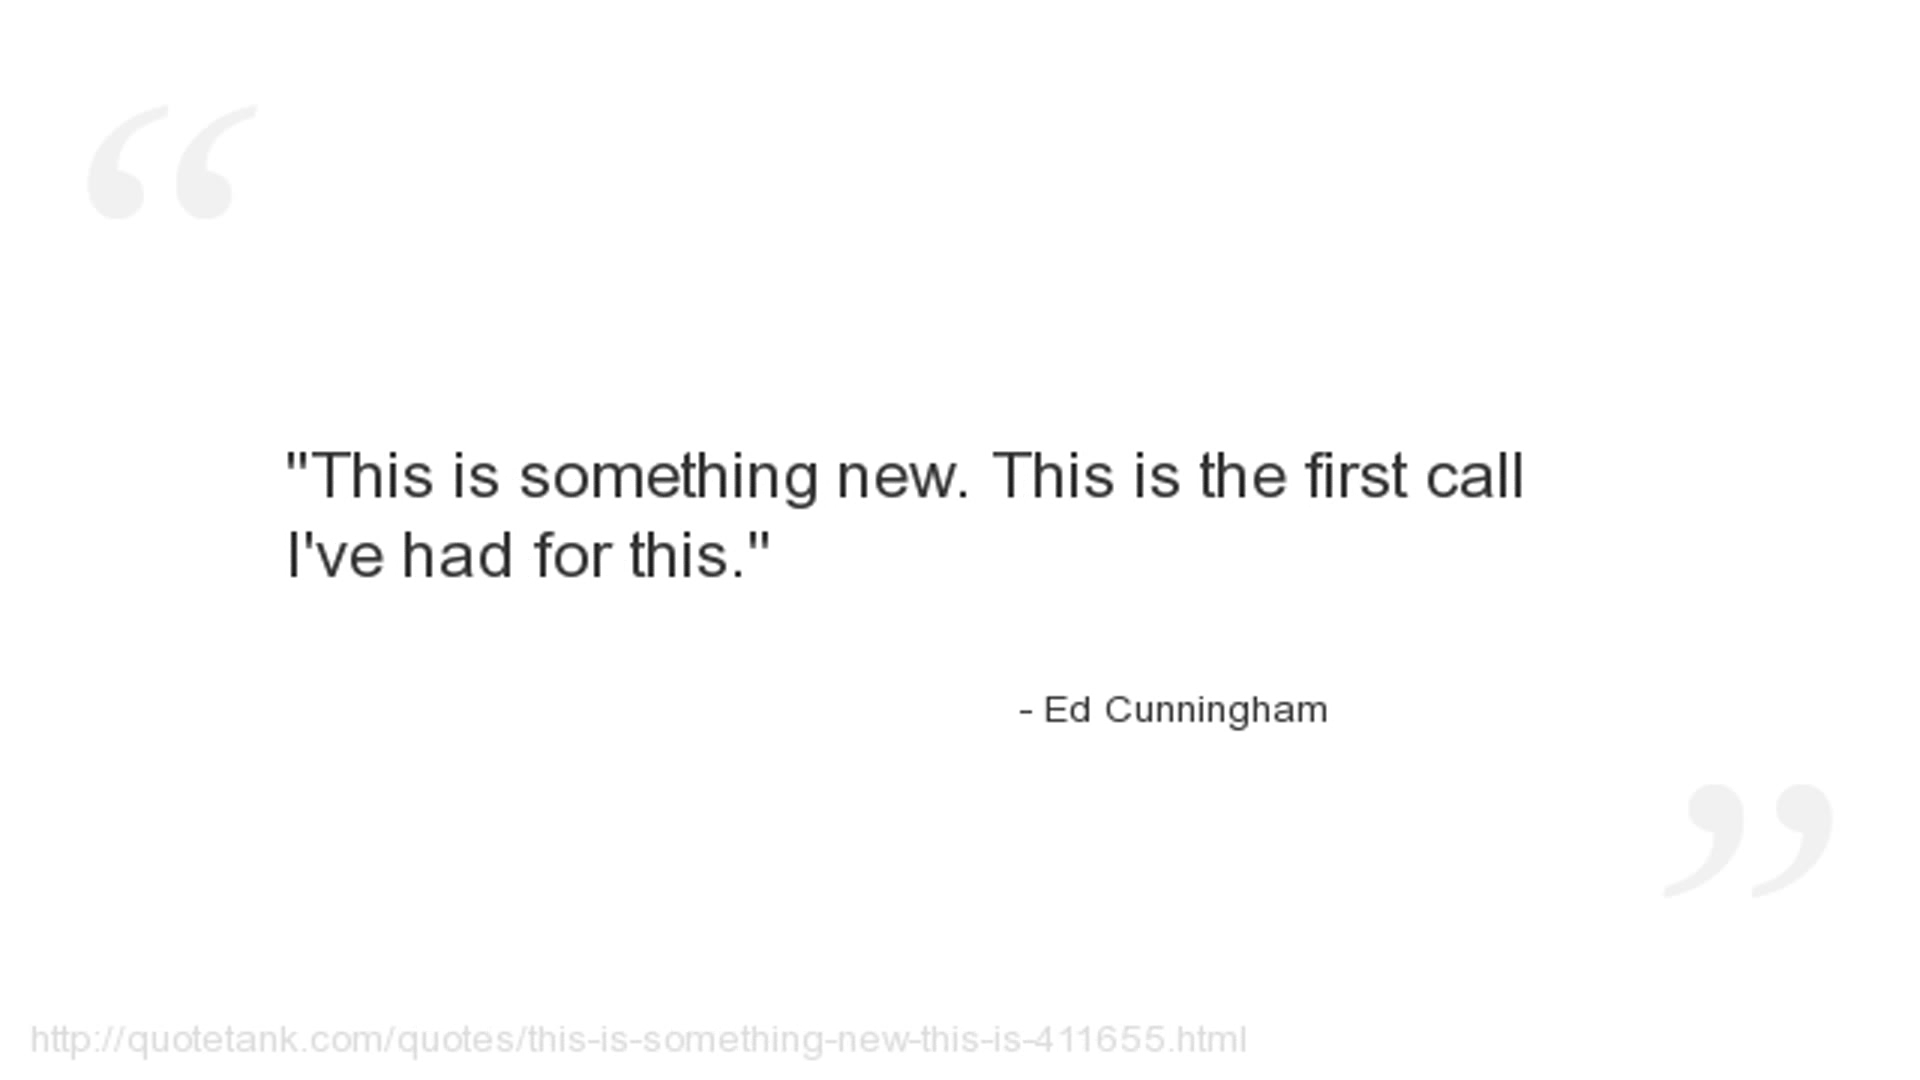 "This is something new. This is the first call
I've had for this."
- Ed Cunningham
http://quotetank.com/quotes/this-is-something-new-this-is-411655.html